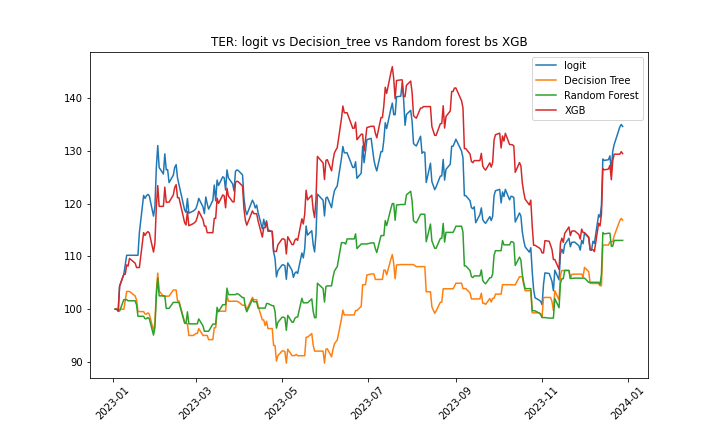 TER: logit vs Decision_tree vs Random forest bs XGB
logit
Decision Tree
Random Forest
XGB
140
130
120
110
100
90
2023-01
2023-03
2023-05
2023-07
2023-09
2023-11
2024-01